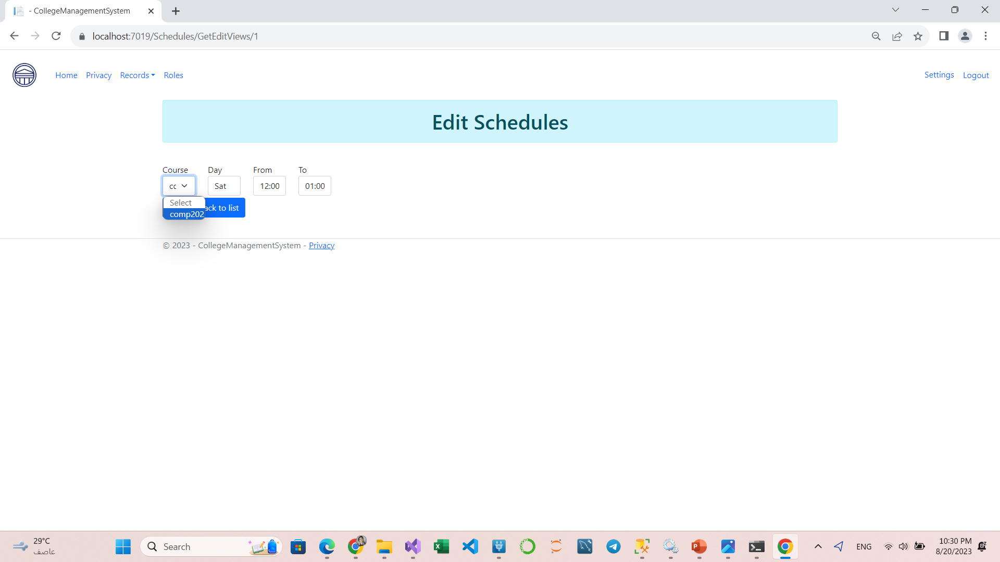 - CollegeManagementSystem
localhost:7019/Schedules/GetEditViews/1
Home Privacy Records Roles
Settings Logout
Edit Schedules
Course Day From To
Sat 12:00 01:00
Select
comp202
to list
© 2023 - CollegeManagementSystem - Privacy
29°C
عاصف
Search
ENG
10:30 PM
8/20/2023